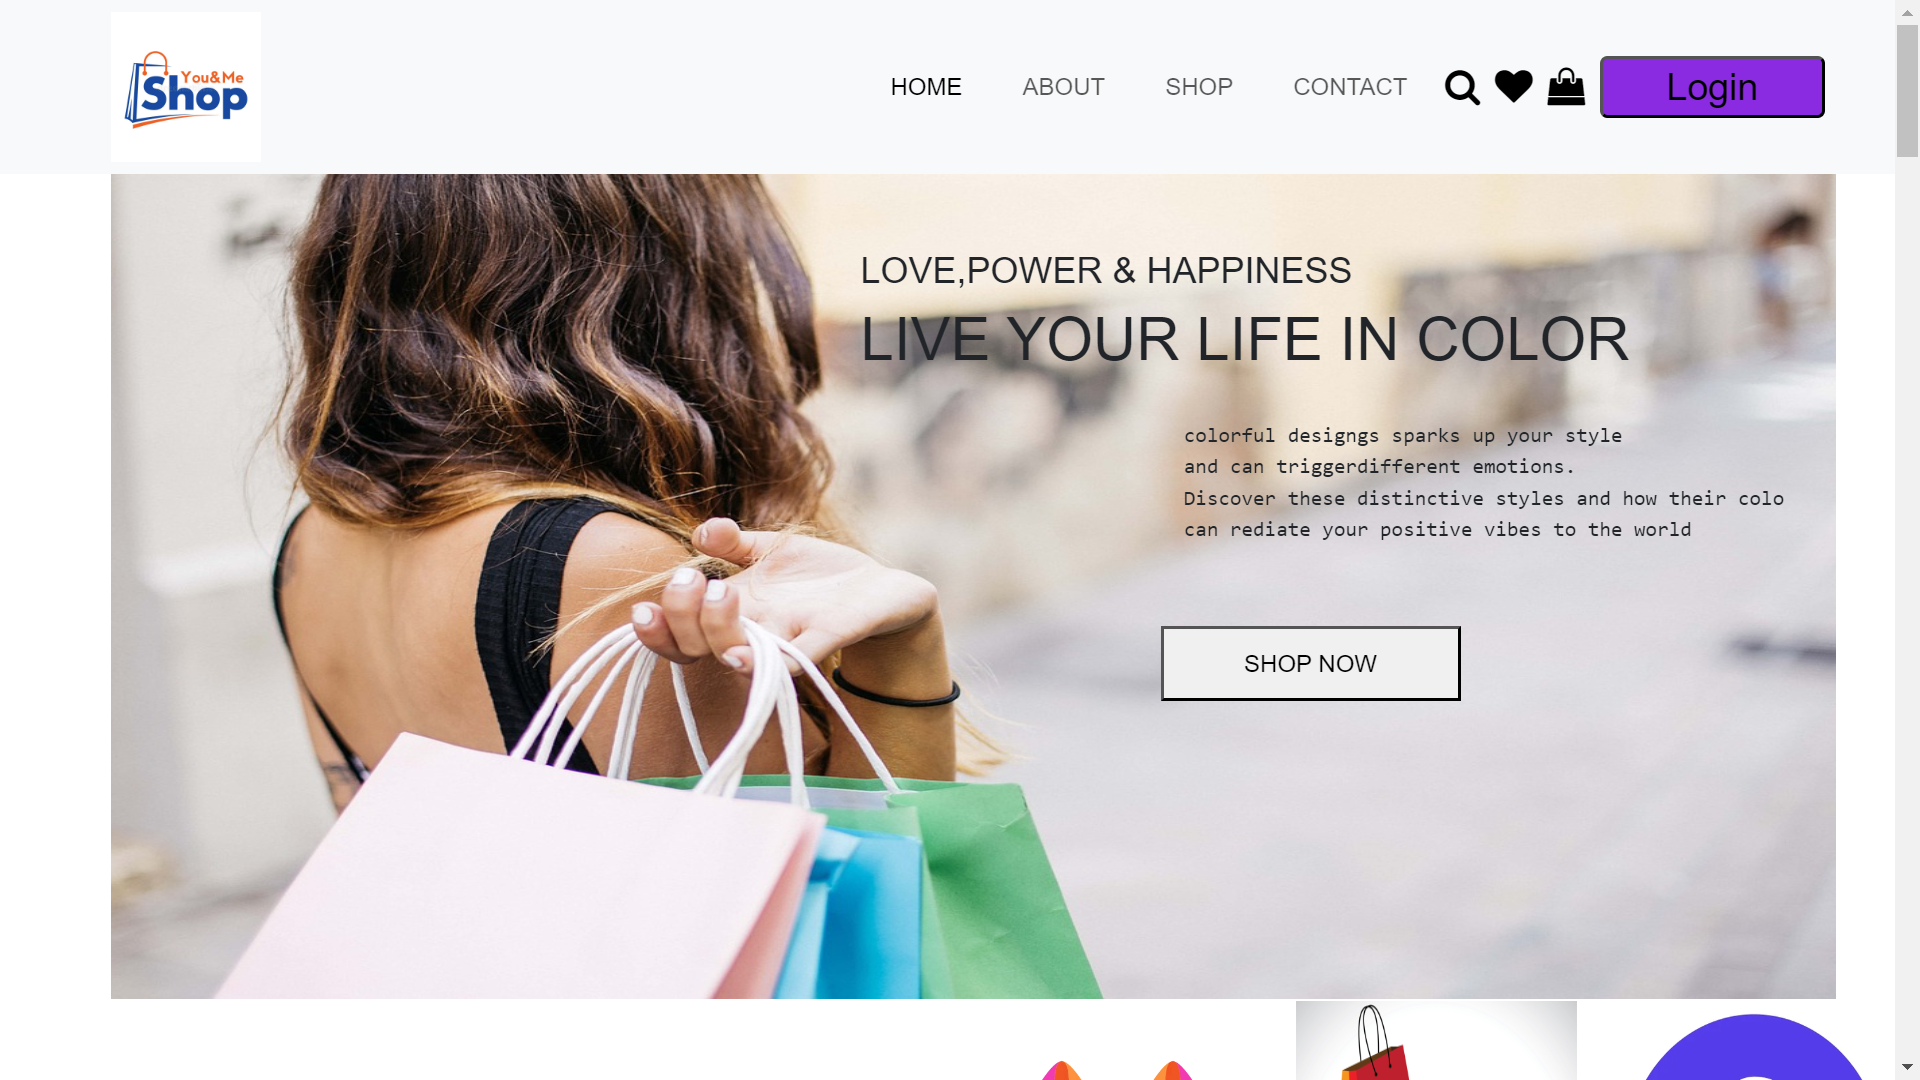 You&Me
Shop
HOME
ABOUT
SHOP
CONTACT
Login
LOVE,POWER & HAPPINESS
LIVE YOUR LIFE IN COLOR
colorful designgs sparks up your style
and can triggerdifferent emotions.
Discover these distinctive styles and how their colo
can rediate your positive vibes to the world
SHOP NOW